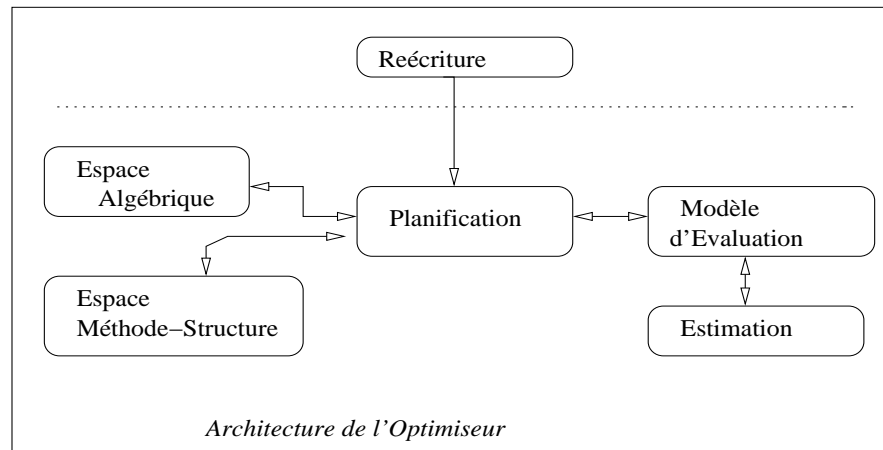 Reécriture
Espace
Algébrique
Planification
Modèle
d'Evaluation
Espace
Méthode−Structure
Estimation
Architecture de l'Optimiseur